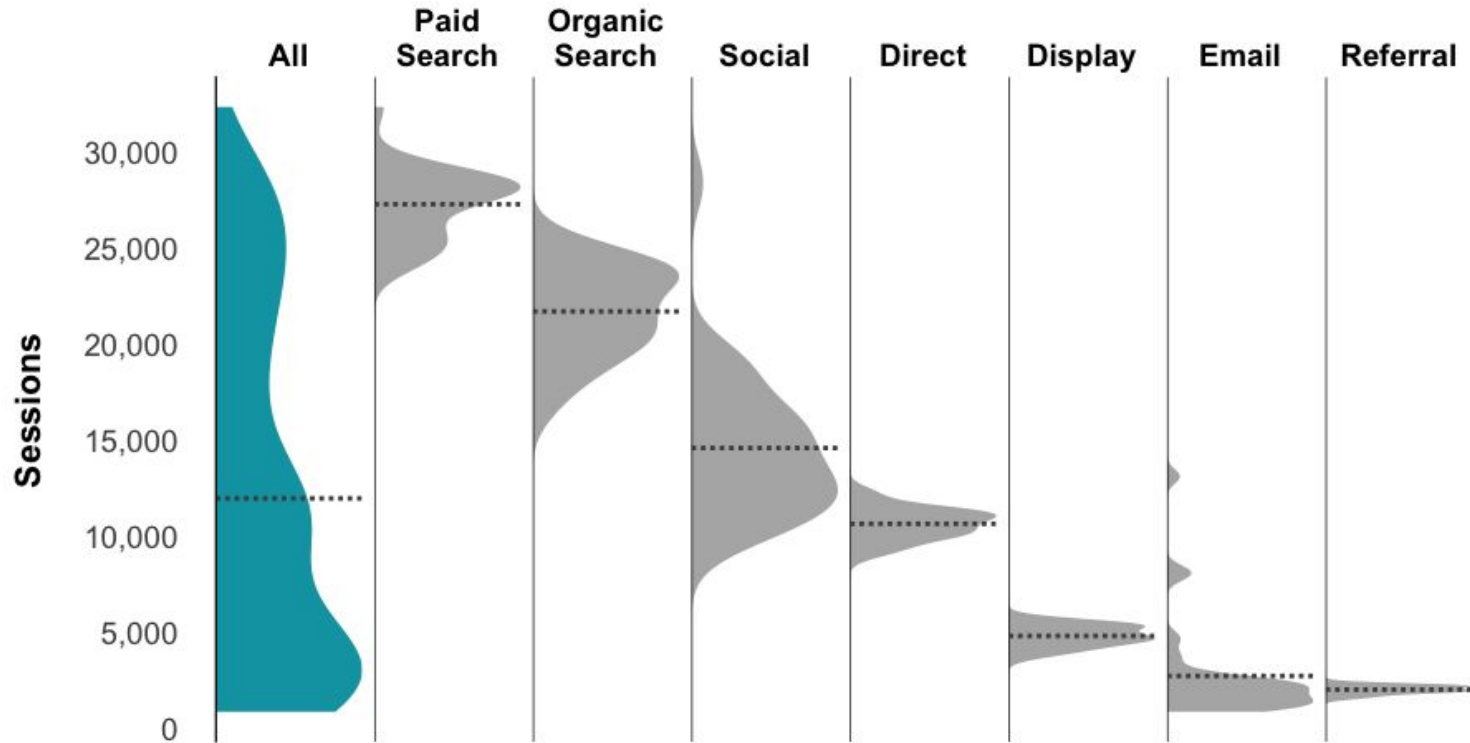 Paid
Organic
All
Search
Search
Social
Direct
Display
Email
Referral
30,000
25,000
20,000
15,000
10,000
5,000
0
Sessions